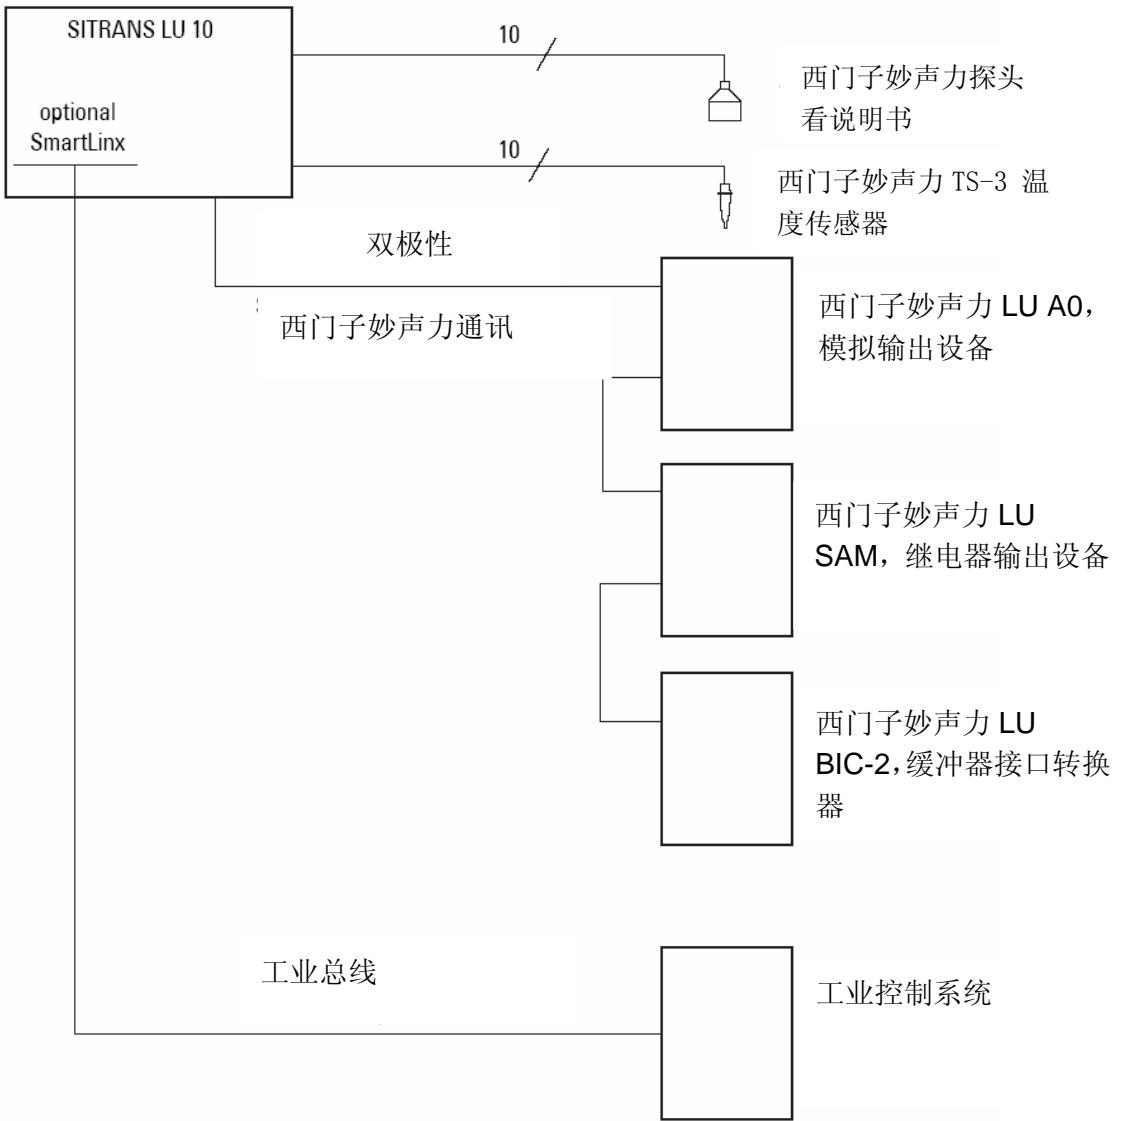 SITRANS LU 10
optional
SmartLinx
10
西门子妙声力探头
看说明书
10
西门子妙声力 TS-3 温
度传感器
双极性
西门子妙声力通讯
西门子妙声力 LU A0，
模拟输出设备
西门子妙声力 LU
SAM，继电器输出设备
西门子妙声力 LU
BIC-2，缓冲器接口转换
器
工业总线
工业控制系统